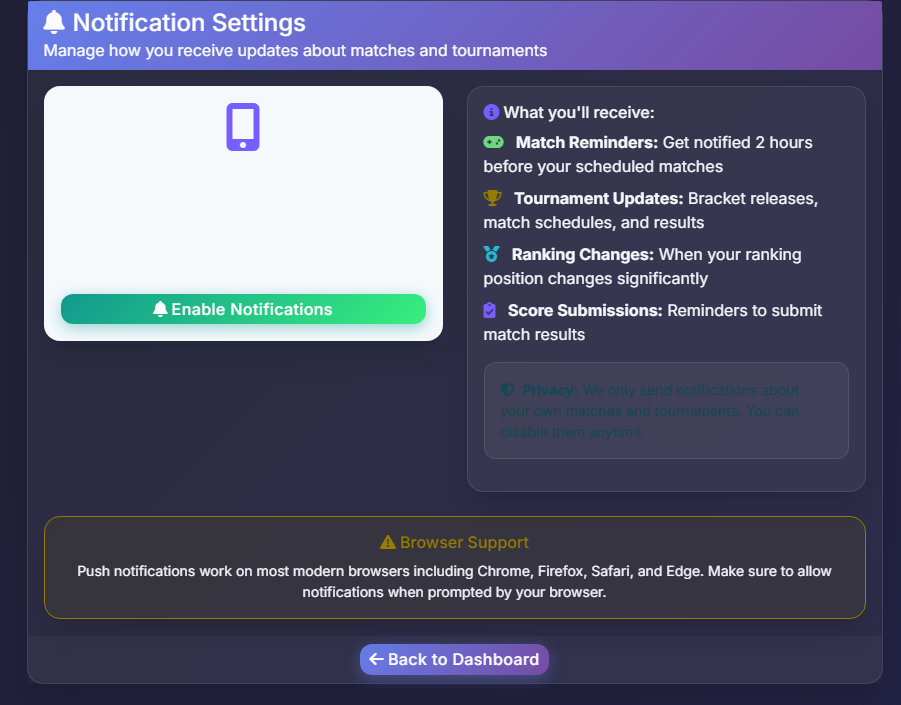 Notification Settings
Manage how you receive updates about matches and tournaments
Enable Notifications
What you'll receive:
Match Reminders: Get notified 2 hours
before your scheduled matches
Tournament Updates: Bracket releases,
match schedules, and results
Ranking Changes: When your ranking
position changes significantly
Score Submissions: Reminders to submit
match results
Privacy: We only send notifications about
your own matches and tournaments. You can
disable them anytime.
Browser Support
Push notifications work on most modern browsers including Chrome, Firefox, Safari, and Edge. Make sure to allow
notifications when prompted by your browser.
Back to Dashboard